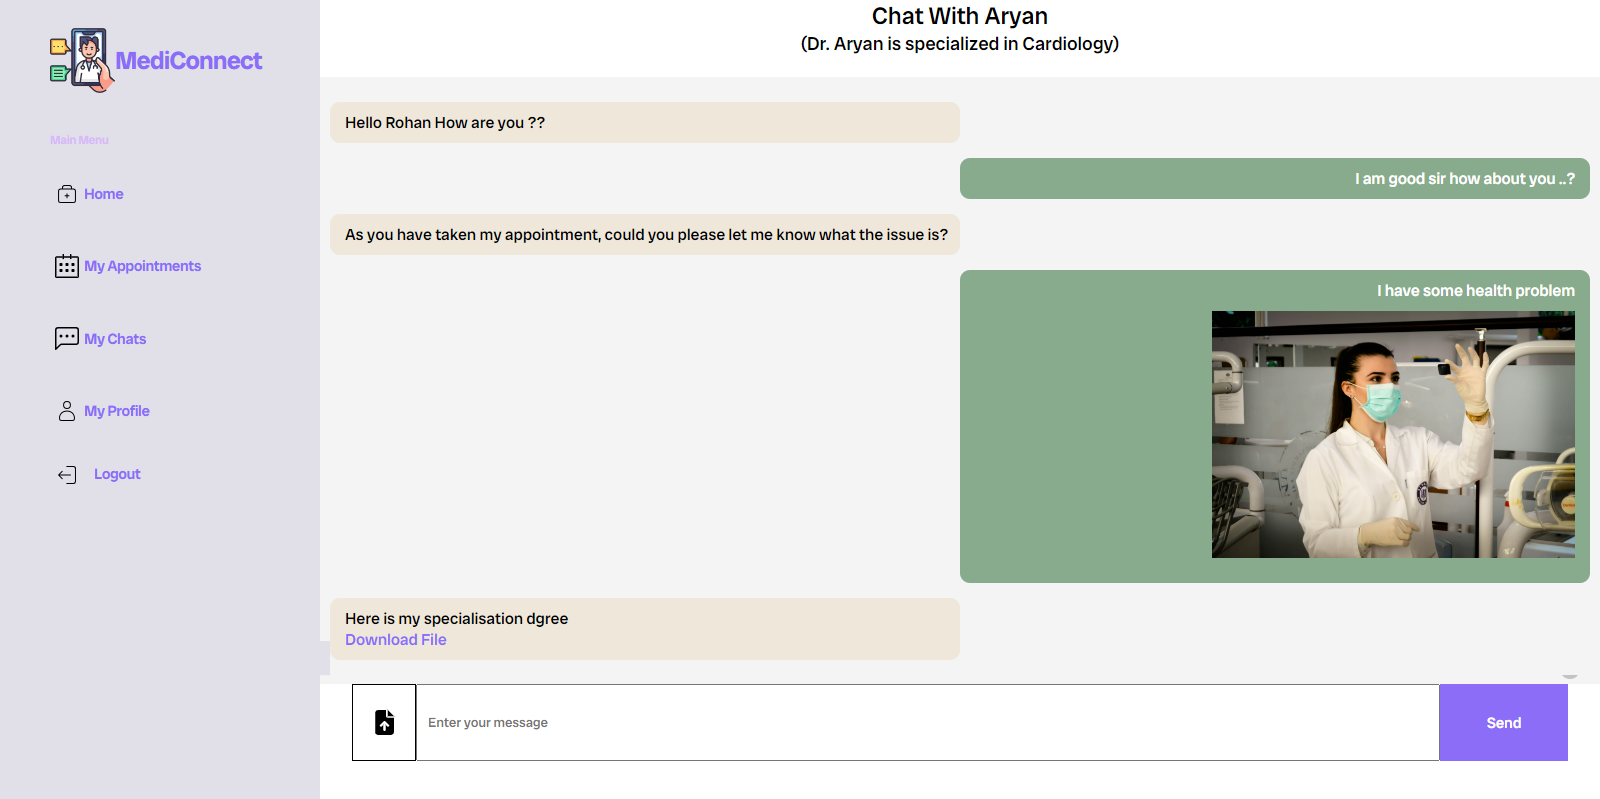 MediConnect
Main Menu
Home
My Appointments
My Chats
My Profile
Logout
Chat With Aryan
(Dr. Aryan is specialized in Cardiology)
Hello Rohan How are you ??
I am good sir how about you ..?
As you have taken my appointment, could you please let me know what the issue is?
I have some health problem
Here is my specialisation dgree
Download File
Enter your message
Send